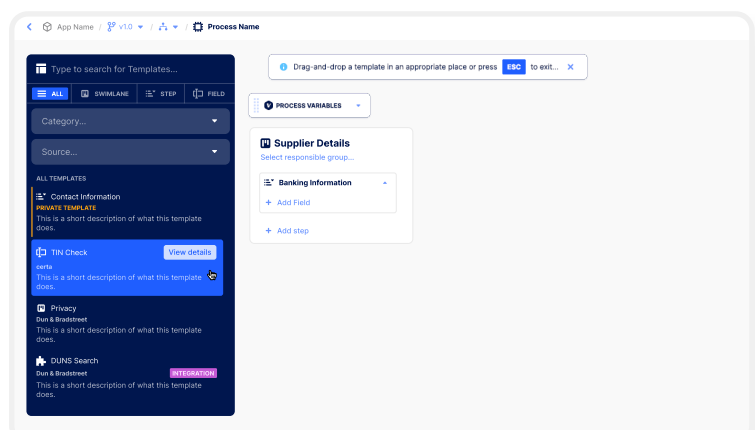 App Name / v1.0 / / Process Name
Type to search for Templates...
ALL SWIMLANE STEP FIELD
Category...
Source...
ALL TEMPLATES
Contact Information
PRIVATE TEMPLATE
This is a short description of what this template
does.
TIN Check View details
certa
This is a short description of what this template
does.
Privacy
Dun & Bradstreet
This is a short description of what this template
does.
DUNS Search
Dun & Bradstreet INTEGRATION
This is a short description of what this template
does.
Drag-and-drop a template in an appropriate place or press ESC to exit...
PROCESS VARIABLES
Supplier Details
Select responsible group...
Banking Information
+ Add Field
+ Add step